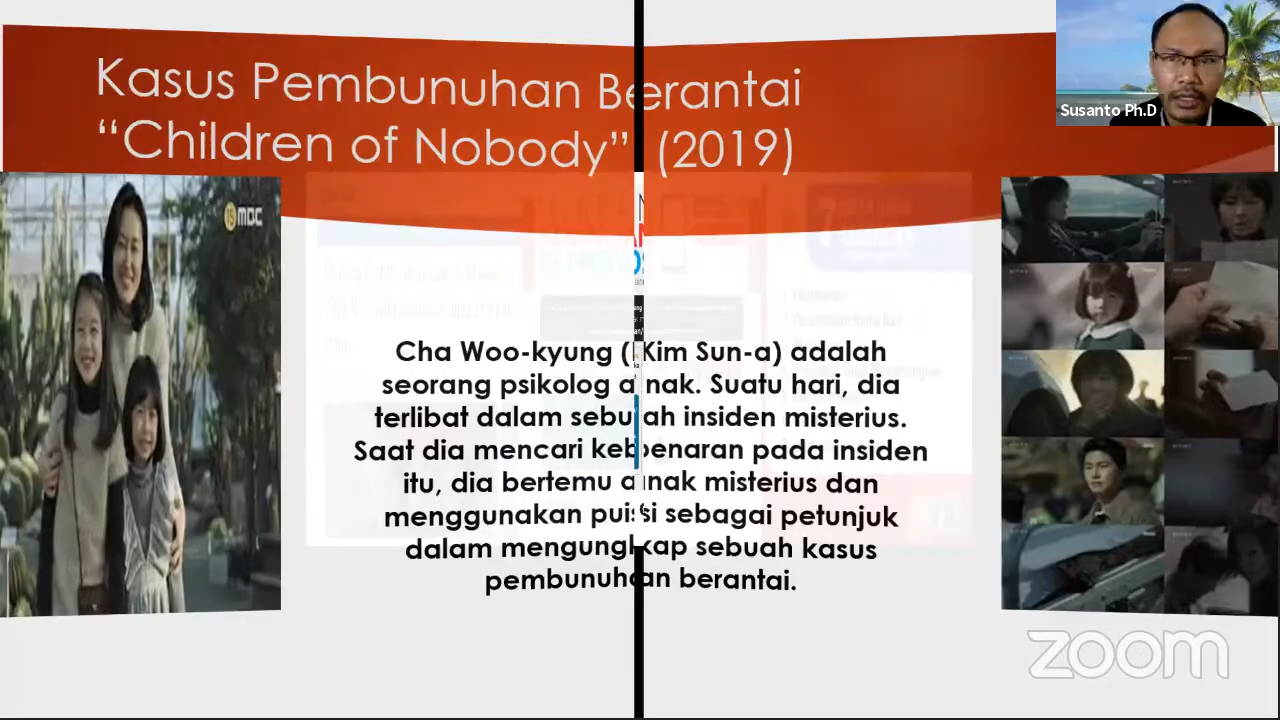 Kasus Pembunuhan Berantai
“Children of Nobody” (2019)
Susanto Ph.D
19 MBC
Cha Woo-kyung (Kim Sun-a) adalah
seorang psikolog anak. Suatu hari, dia
terlibat dalam sebuah insiden misterius.
Saat dia mencari kebenaran pada insiden
itu, dia bertemu anak misterius dan
menggunakan puisi sebagai petunjuk
dalam mengungkap sebuah kasus
pembunuhan berantai.
zoom